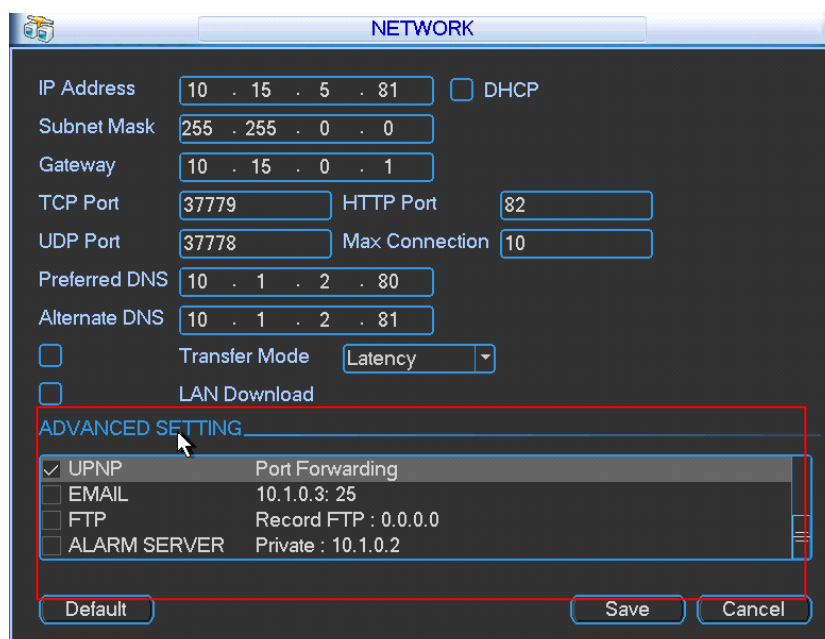 NETWORK
IP Address 10 . 15 . 5 . 81 DHCP
Subnet Mask 255 . 255 . 0 . 0
Gateway 10 . 15 . 0 . 1
TCP Port 37779 HTTP Port 82
UDP Port 37778 Max Connection 10
Preferred DNS 10 . 1 . 2 . 80
Alternate DNS 10 . 1 . 2 . 81
Transfer Mode Latency
LAN Download
ADVANCED SETTING
UPNP Port Forwarding
EMAIL 10.1.0.3: 25
FTP Record FTP : 0.0.0.0
ALARM SERVER Private : 10.1.0.2
Default Save Cancel